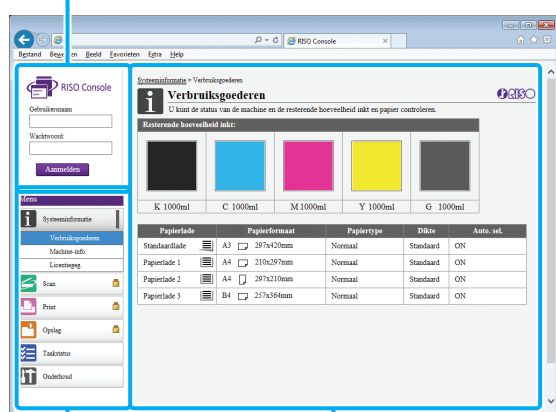 RISO Console
Bestand Bewerken Beeld Favorieten Extra Help
RISO Console
Gebruikersnaam
Wachtwoord:
Aanmelden
Menu
Systeeminformatie
Verbruiksgoederen
Machine-info.
Licentiegeg.
Scan
Print
Opslag
Taakstatus
Onderhoud
Systeeminformatie > Verbruiksgoederen
Verbruiksgoederen
RISO
U kunt de status van de machine en de resterende hoeveelheid inkt en papier controleren.
Resterende hoeveelheid inkt:
K 1000ml C 1000ml M 1000ml Y 1000ml G 1000ml
Papierlade Papierformaat Papiertype Dikte Auto. sel.
Standaardlade A3 297x420mm Normaal Standaard ON
Papierlade 1 A4 210x297mm Normaal Standaard ON
Papierlade 2 A4 297x210mm Normaal Standaard ON
Papierlade 3 B4 257x364mm Normaal Standaard ON